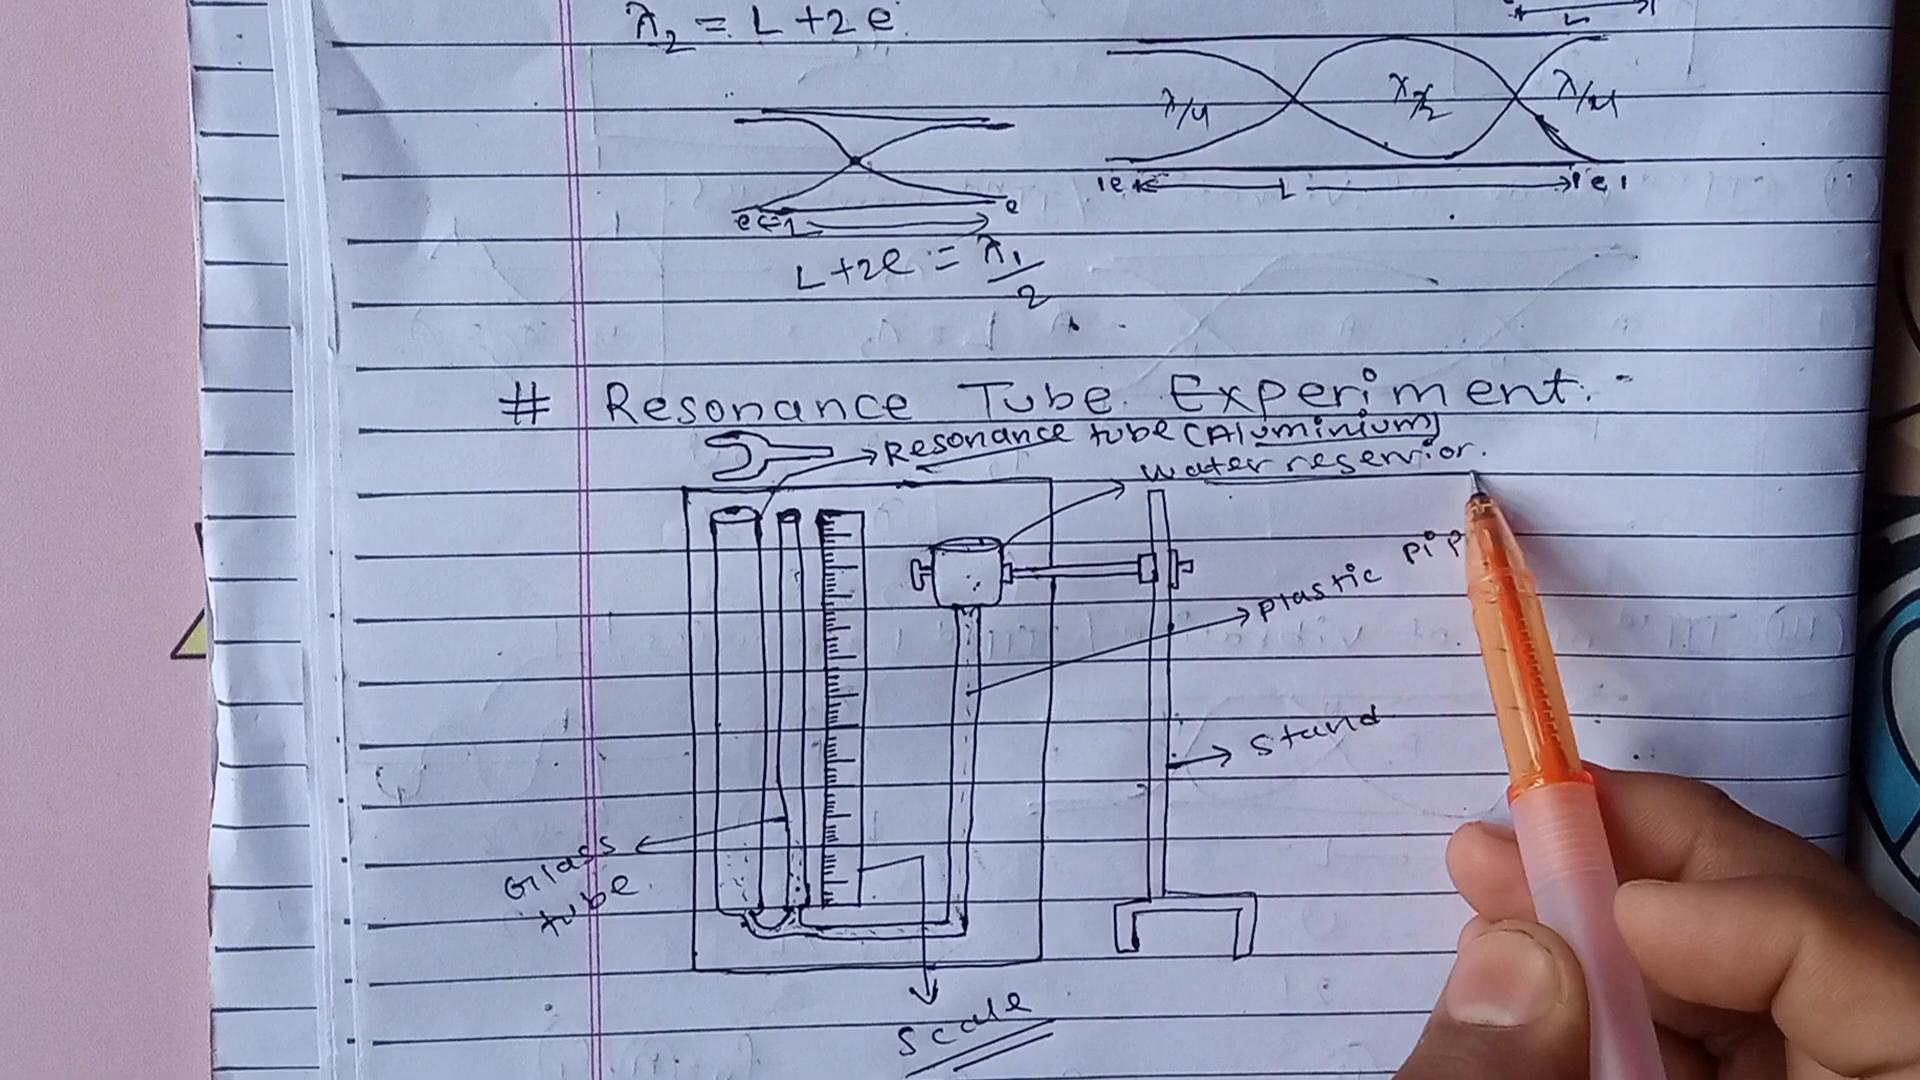 λ₂ = L + 2e
L
λ/4
λ/2
λ/4
e L e
e L e
L + 2e = λ₁/2
# Resonance Tube Experiment :-
Resonance tube (Aluminium)
water reservior.
plastic pip
stand
Glass
tube.
scale